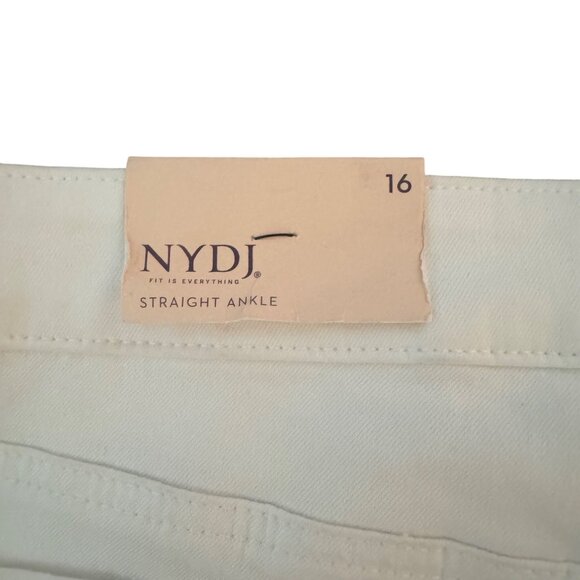 16
NYDJ®
FIT IS EVERYTHING
STRAIGHT ANKLE